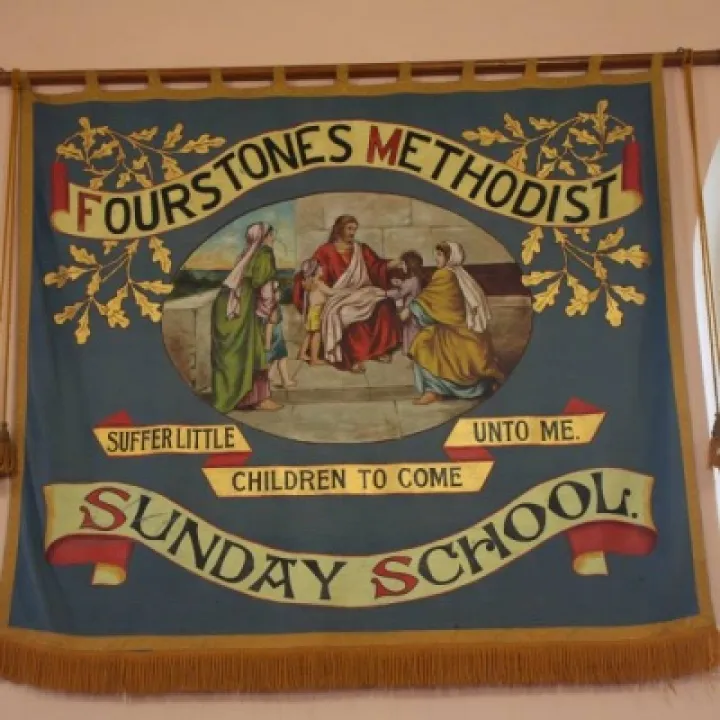 FOURSTONES METHODIST
SUFFER LITTLE
CHILDREN TO COME
UNTO ME.
SUNDAY SCHOOL.